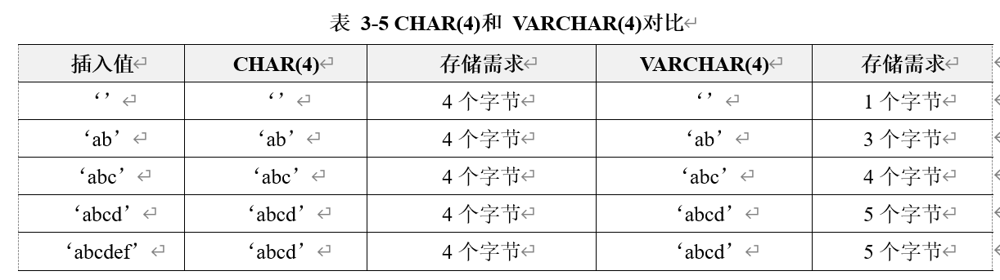 表 3-5 CHAR(4)和 VARCHAR(4)对比
插入值 CHAR(4) 存储需求 VARCHAR(4) 存储需求
‘’ ‘’ 4 个字节 ‘’ 1 个字节
‘ab’ ‘ab’ 4 个字节 ‘ab’ 3 个字节
‘abc’ ‘abc’ 4 个字节 ‘abc’ 4 个字节
‘abcd’ ‘abcd’ 4 个字节 ‘abcd’ 5 个字节
‘abcdef’ ‘abcd’ 4 个字节 ‘abcd’ 5 个字节